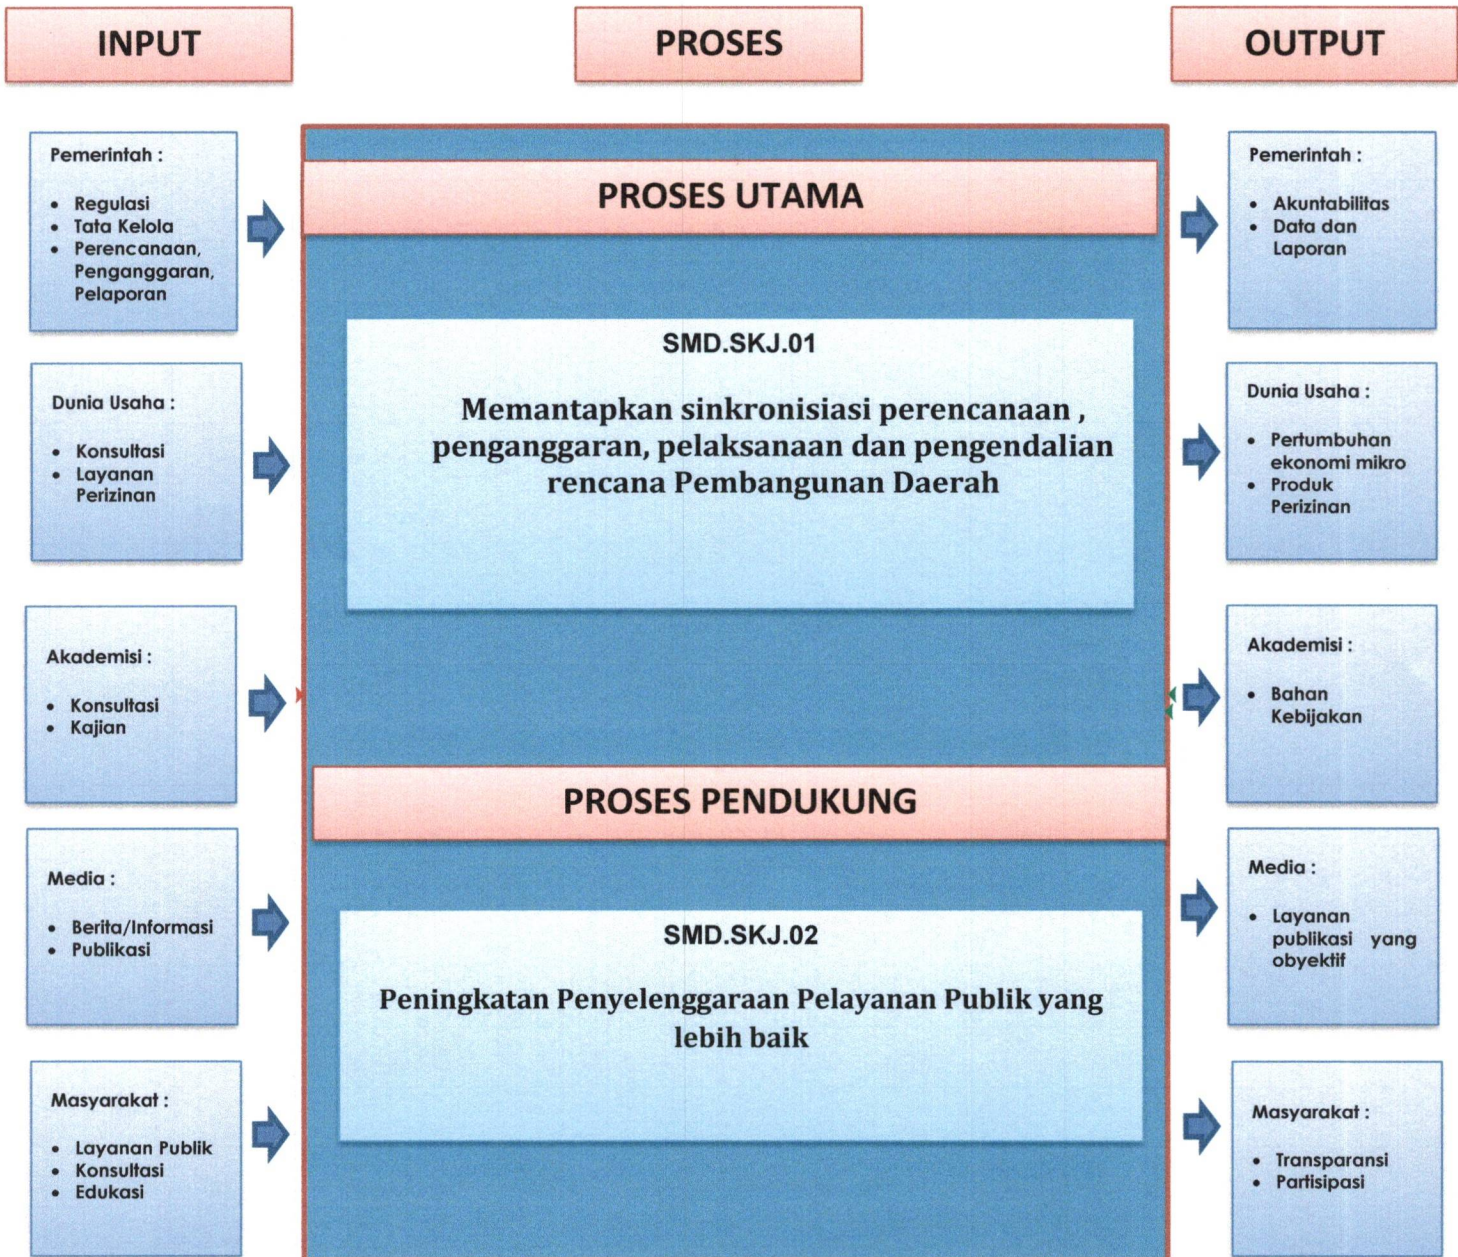 INPUT
PROSES
OUTPUT
Pemerintah :
• Regulasi
• Tata Kelola
• Perencanaan,
Penganggaran,
Pelaporan
Dunia Usaha :
• Konsultasi
• Layanan
Perizinan
Akademisi :
• Konsultasi
• Kajian
Media :
• Berita/Informasi
• Publikasi
Masyarakat :
• Layanan Publik
• Konsultasi
• Edukasi
PROSES UTAMA
SMD.SKJ.01
Memantapkan sinkronisiasi perencanaan ,
penganggaran, pelaksanaan dan pengendalian
rencana Pembangunan Daerah
PROSES PENDUKUNG
SMD.SKJ.02
Peningkatan Penyelenggaraan Pelayanan Publik yang
lebih baik
Pemerintah :
• Akuntabilitas
• Data dan
Laporan
Dunia Usaha :
• Pertumbuhan
ekonomi mikro
• Produk
Perizinan
Akademisi :
• Bahan
Kebijakan
Media :
• Layanan
publikasi yang
obyektif
Masyarakat :
• Transparansi
• Partisipasi